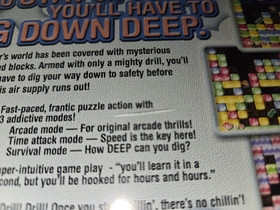 YOU'LL HAVE TO
G DOWN DEEP.
r's world has been covered with mysterious
d blocks. Armed with only a mighty drill, you'll
have to dig your way down to safety before
is air supply runs out!
Fast-paced, frantic puzzle action with
3 addictive modes!
Arcade mode — For original arcade thrills!
Time attack mode — Speed is the key here!
Survival mode — How DEEP can you dig?
uper-intuitive game play - "you'll learn it in a
cond, but you'll be hooked for hours and hours."
Drill! Drill! Once you st llin', there's no chillin'!